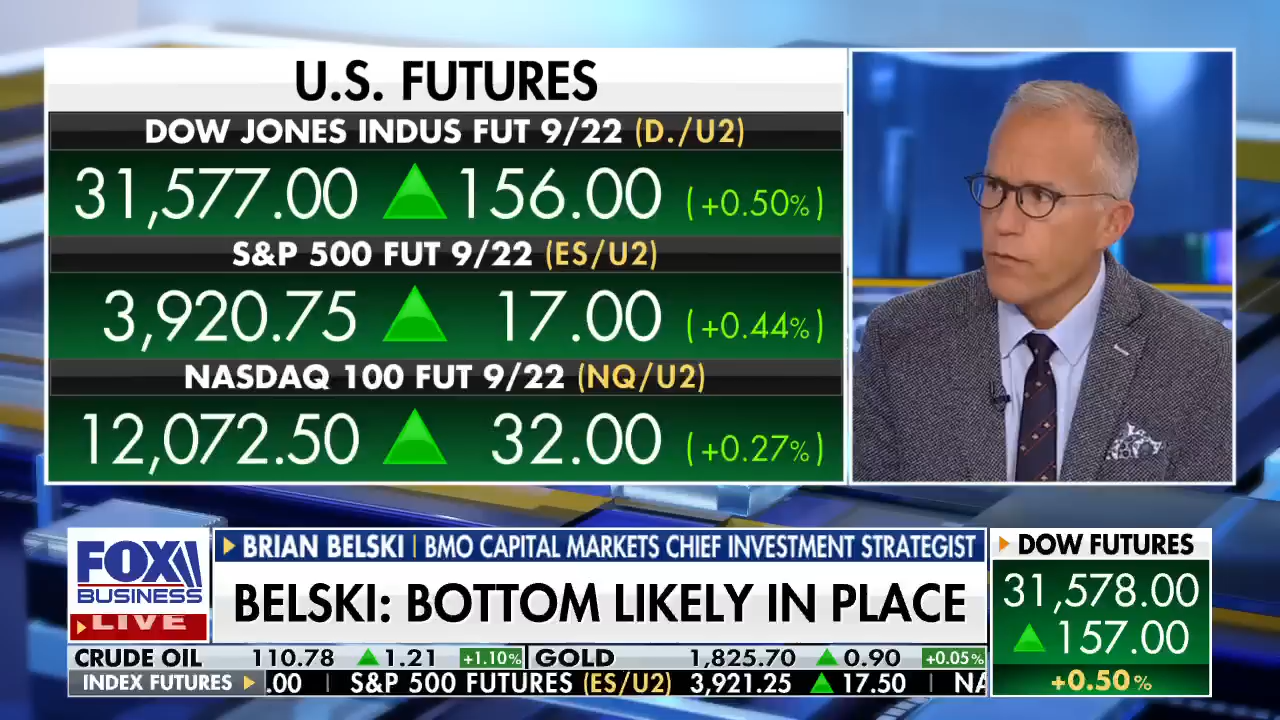 U.S. FUTURES
DOW JONES INDUS FUT 9/22 (D./U2)
31,577.00 ▲ 156.00 (+0.50%)
S&P 500 FUT 9/22 (ES/U2)
3,920.75 ▲ 17.00 (+0.44%)
NASDAQ 100 FUT 9/22 (NQ/U2)
12,072.50 ▲ 32.00 (+0.27%)
FOX
BUSINESS
LIVE
BRIAN BELSKI | BMO CAPITAL MARKETS CHIEF INVESTMENT STRATEGIST
BELSKI: BOTTOM LIKELY IN PLACE
DOW FUTURES
31,578.00
▲ 157.00
+0.50%
CRUDE OIL 110.78 ▲ 1.21 +1.10% GOLD 1,825.70 ▲ 0.90 +0.05%
INDEX FUTURES .00 | S&P 500 FUTURES (ES/U2) 3,921.25 ▲ 17.50 | NA